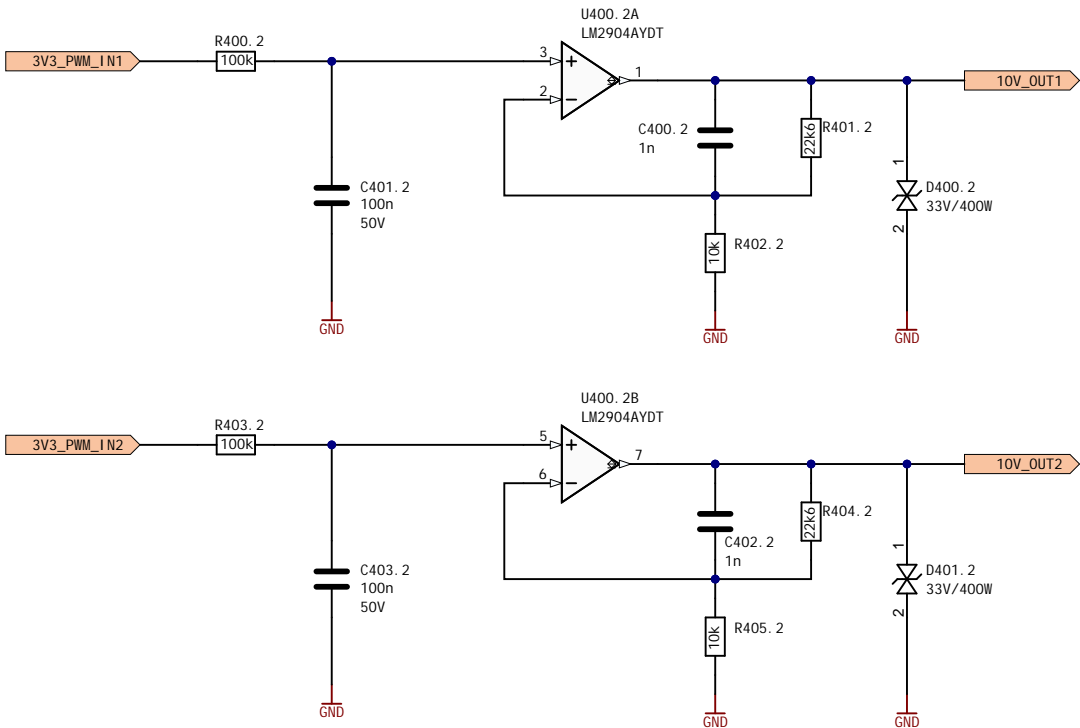 U400.2A
LM2904AYDT
R400.2
3V3_PWM_IN1
100k
3
+
1
10V_OUT1
2
−
C400.2
1n
22k6
R401.2
1
C401.2
100n
50V
D400.2
33V/400W
2
10k
R402.2
GND
GND
GND
U400.2B
LM2904AYDT
R403.2
3V3_PWM_IN2
100k
5
+
7
10V_OUT2
6
−
22k6
R404.2
C402.2
1n
1
C403.2
100n
50V
D401.2
33V/400W
2
10k
R405.2
GND
GND
GND